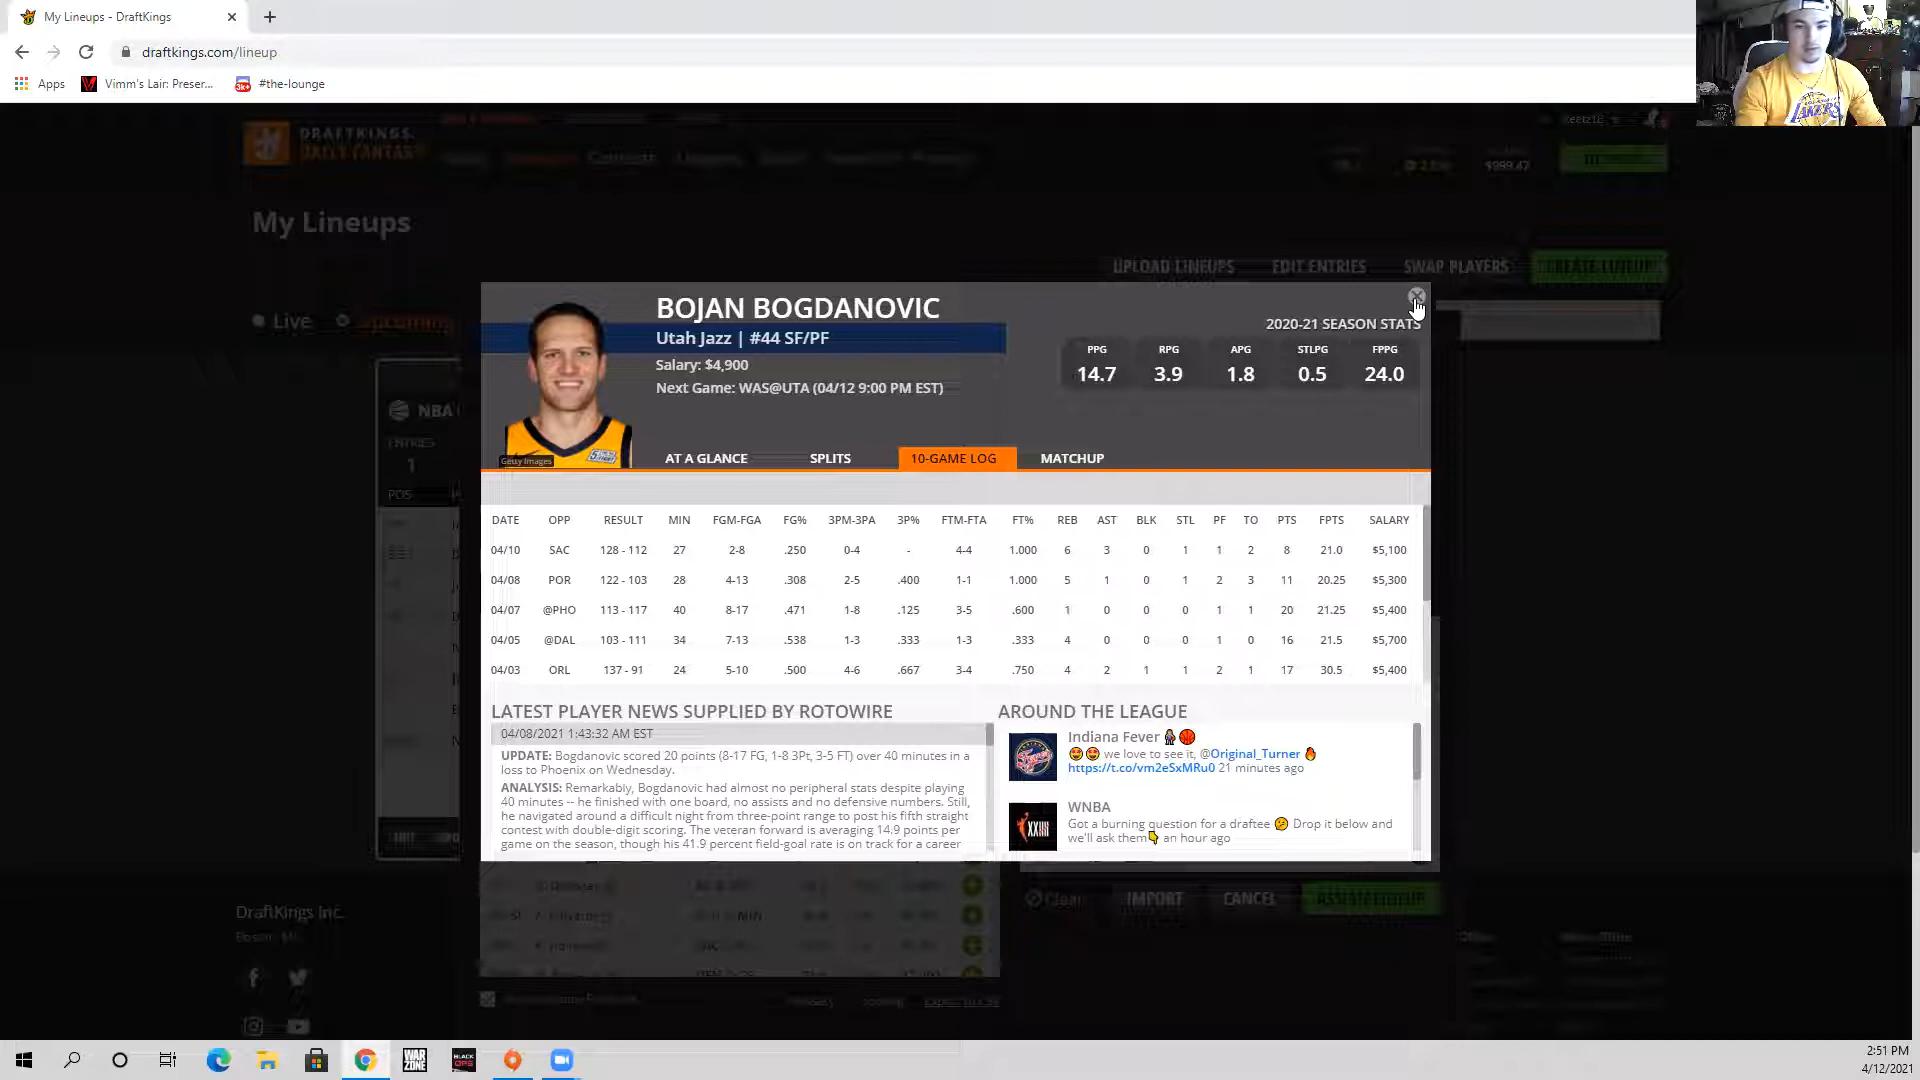 My Lineups - DraftKings
draftkings.com/lineup
Apps
Vimm's Lair: Preser...
#the-lounge
DRAFTKINGS
DAILY FANTASY
$999.47
My Lineups
UPLOAD LINEUPS
EDIT ENTRIES
SWAP PLAYERS
CREATE LINEUP
Live
Upcoming
NBA
ENTRIES
1
POS
BOJAN BOGDANOVIC
Utah Jazz | #44 SF/PF
Salary: $4,900
Next Game: WAS@UTA (04/12 9:00 PM EST)
Getty Images
2020-21 SEASON STATS
PPG RPG APG STLPG FPPG
14.7 3.9 1.8 0.5 24.0
AT A GLANCE SPLITS 10-GAME LOG MATCHUP
DATE OPP RESULT MIN FGM-FGA FG% 3PM-3PA 3P% FTM-FTA FT% REB AST BLK STL PF TO PTS FPTS SALARY
04/10 SAC 128 - 112 27 2-8 .250 0-4 - 4-4 1.000 6 3 0 1 1 2 8 21.0 $5,100
04/08 POR 122 - 103 28 4-13 .308 2-5 .400 1-1 1.000 5 1 0 1 2 3 11 20.25 $5,300
04/07 @PHO 113 - 117 40 8-17 .471 1-8 .125 3-5 .600 1 0 0 0 1 1 20 21.25 $5,400
04/05 @DAL 103 - 111 34 7-13 .538 1-3 .333 1-3 .333 4 0 0 0 1 0 16 21.5 $5,700
04/03 ORL 137 - 91 24 5-10 .500 4-6 .667 3-4 .750 4 2 1 1 2 1 17 30.5 $5,400
LATEST PLAYER NEWS SUPPLIED BY ROTOWIRE
04/08/2021 1:43:32 AM EST
UPDATE: Bogdanovic scored 20 points (8-17 FG, 1-8 3Pt, 3-5 FT) over 40 minutes in a
loss to Phoenix on Wednesday.
ANALYSIS: Remarkably, Bogdanovic had almost no peripheral stats despite playing
40 minutes -- he finished with one board, no assists and no defensive numbers. Still,
he navigated around a difficult night from three-point range to post his fifth straight
contest with double-digit scoring. The veteran forward is averaging 14.9 points per
game on the season, though his 41.9 percent field-goal rate is on track for a career
AROUND THE LEAGUE
Indiana Fever
😍😍 we love to see it, @Original_Turner 🔥
https://t.co/vm2eSxMRu0 21 minutes ago
WNBA
Got a burning question for a draftee 🤔 Drop it below and
we'll ask them👇 an hour ago
Clear
IMPORT
CANCEL
DraftKings Inc.
LAKERS
WAR
ZONE
BLACK
OPS
2:51 PM
4/12/2021